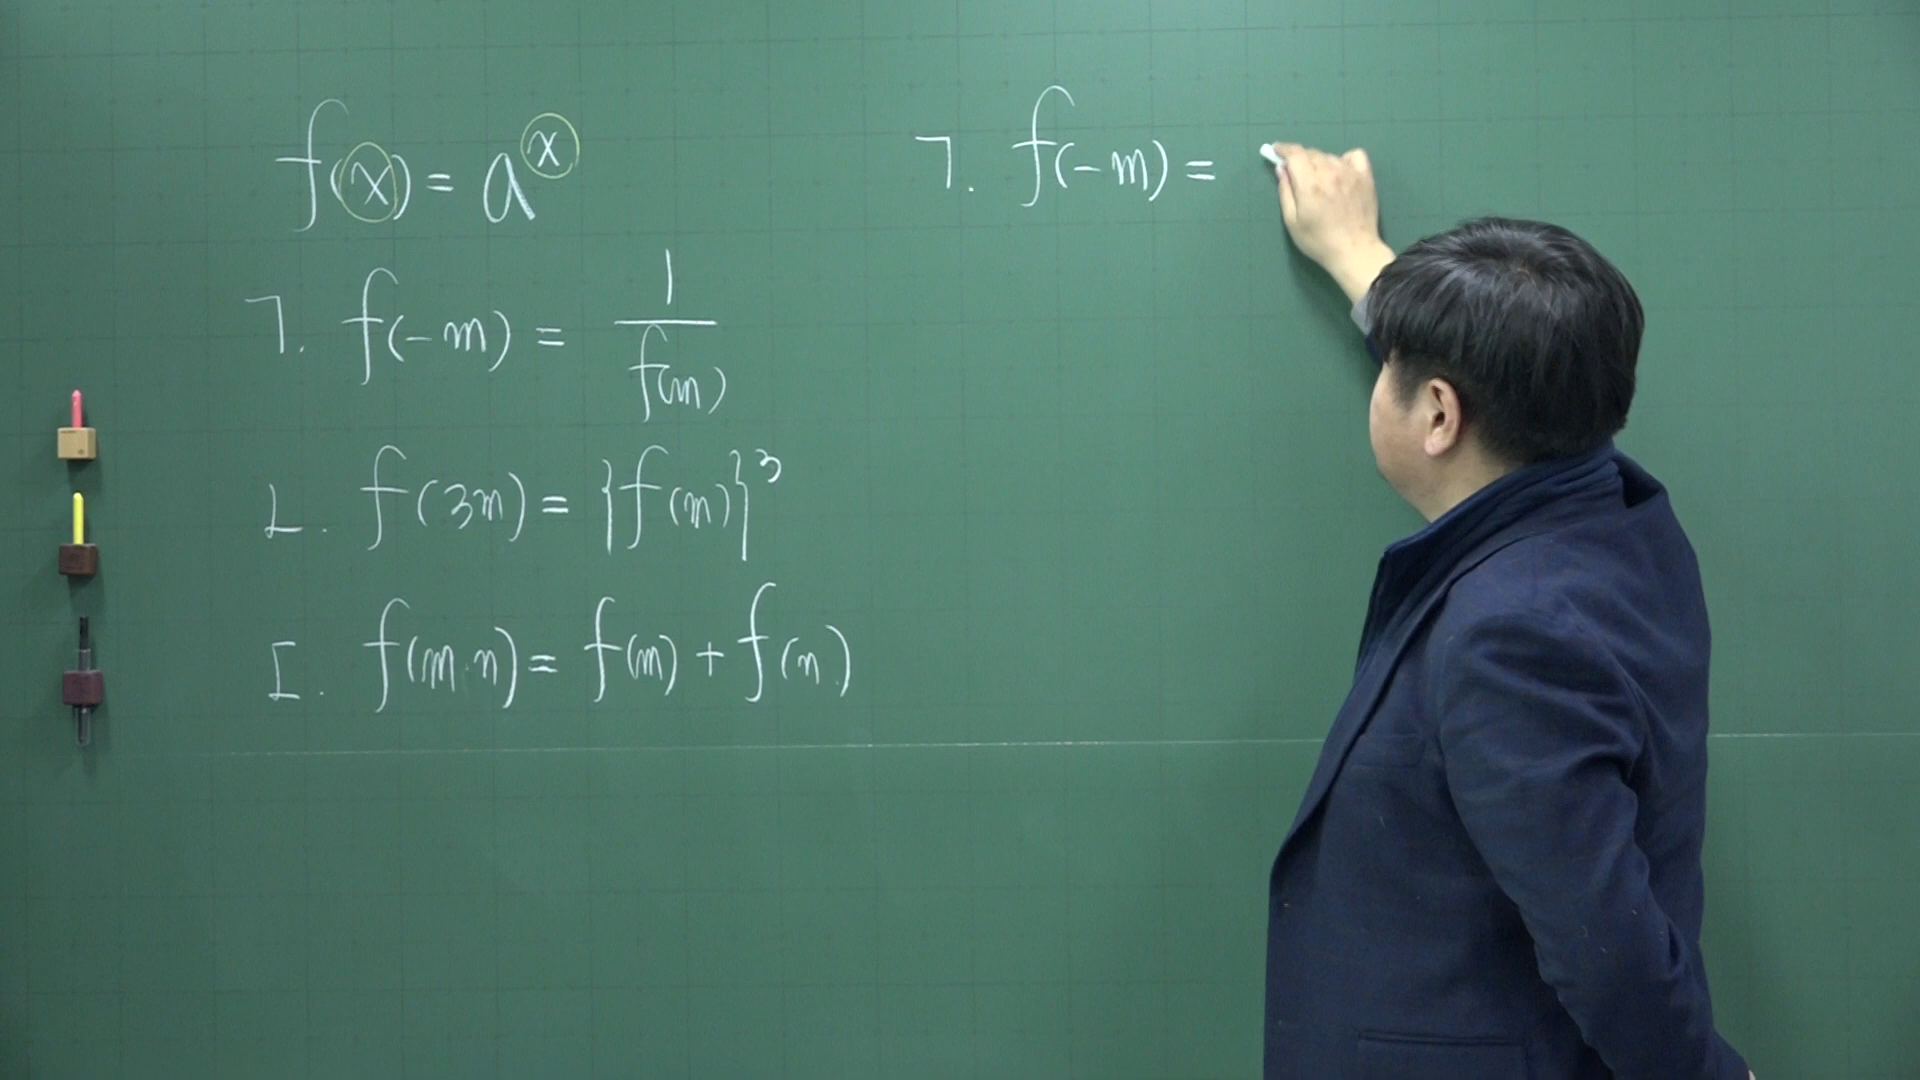 f(x) = a^x
ㄱ. f(-m) = 1/f(m)
ㄴ. f(3m) = {f(m)}^3
ㄷ. f(m·n) = f(m) + f(n)
ㄱ. f(-m) =